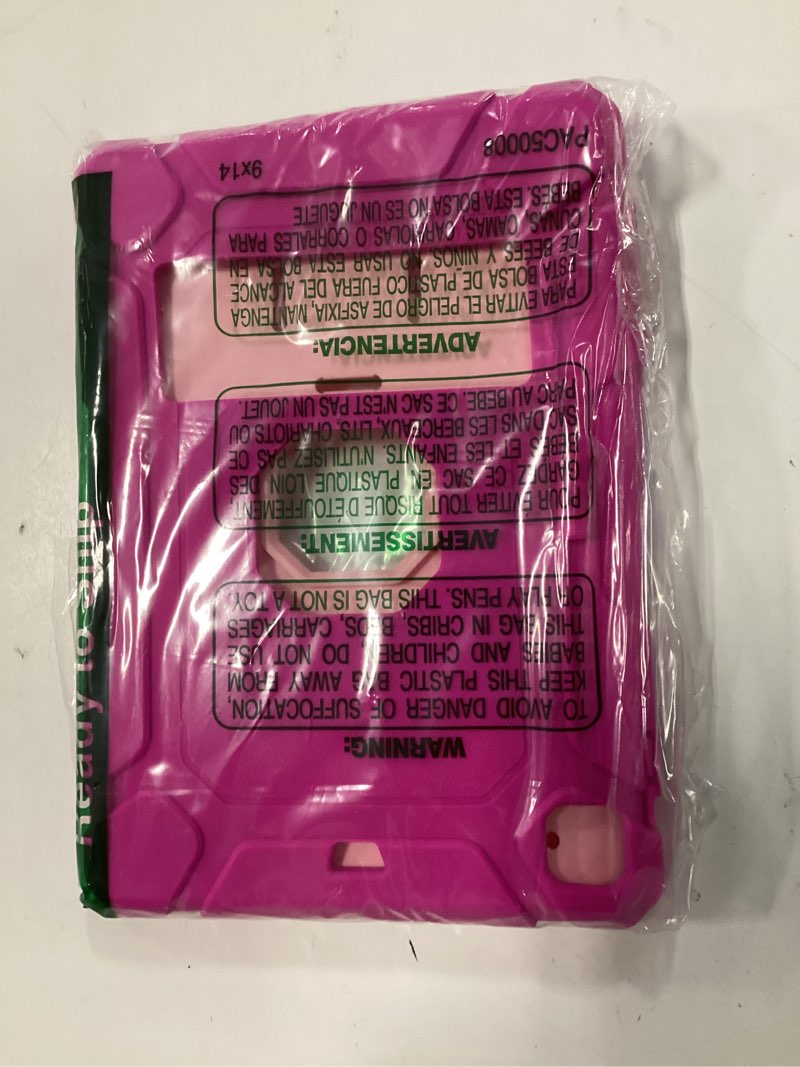 WARNING:
TO AVOID DANGER OF SUFFOCATION,
KEEP THIS PLASTIC BAG AWAY FROM
BABIES AND CHILDREN. DO NOT USE
THIS BAG IN CRIBS, BEDS, CARRIAGES
OR PLAY PENS. THIS BAG IS NOT A TOY.
AVERTISSEMENT:
POUR EVITER TOUT RISQUE D'ETOUFFEMENT,
GARDEZ CE SAC EN PLASTIQUE LOIN DES
BEBES ET LES ENFANTS. N'UTILISEZ PAS CE
SAC DANS LES BERCEAUX, LITS, CHARIOTS OU
PARC AU BEBE. CE SAC N'EST PAS UN JOUET.
ADVERTENCIA:
PARA EVITAR EL PELIGRO DE ASFIXIA, MANTENGA
ESTA BOLSA DE PLASTICO FUERA DEL ALCANCE
DE BEBES Y NINOS. NO USAR ESTA BOLSA EN
CUNAS, CAMAS, CARRIOLAS O CORRALES PARA
BEBES. ESTA BOLSA NO ES UN JUGUETE
PAC50008
9x14
Ready to Ship